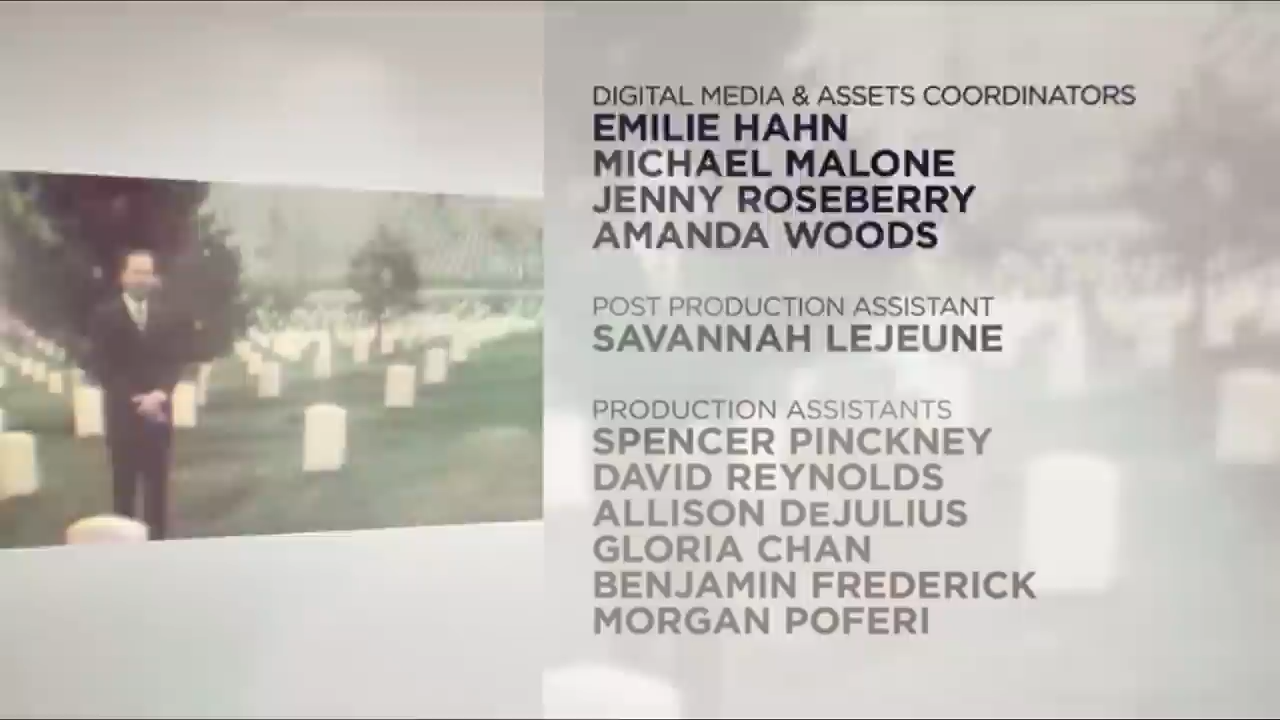 DIGITAL MEDIA & ASSETS COORDINATORS
EMILIE HAHN
MICHAEL MALONE
JENNY ROSEBERRY
AMANDA WOODS
POST PRODUCTION ASSISTANT
SAVANNAH LEJEUNE
PRODUCTION ASSISTANTS
SPENCER PINCKNEY
DAVID REYNOLDS
ALLISON DEJULIUS
GLORIA CHAN
BENJAMIN FREDERICK
MORGAN POFERI